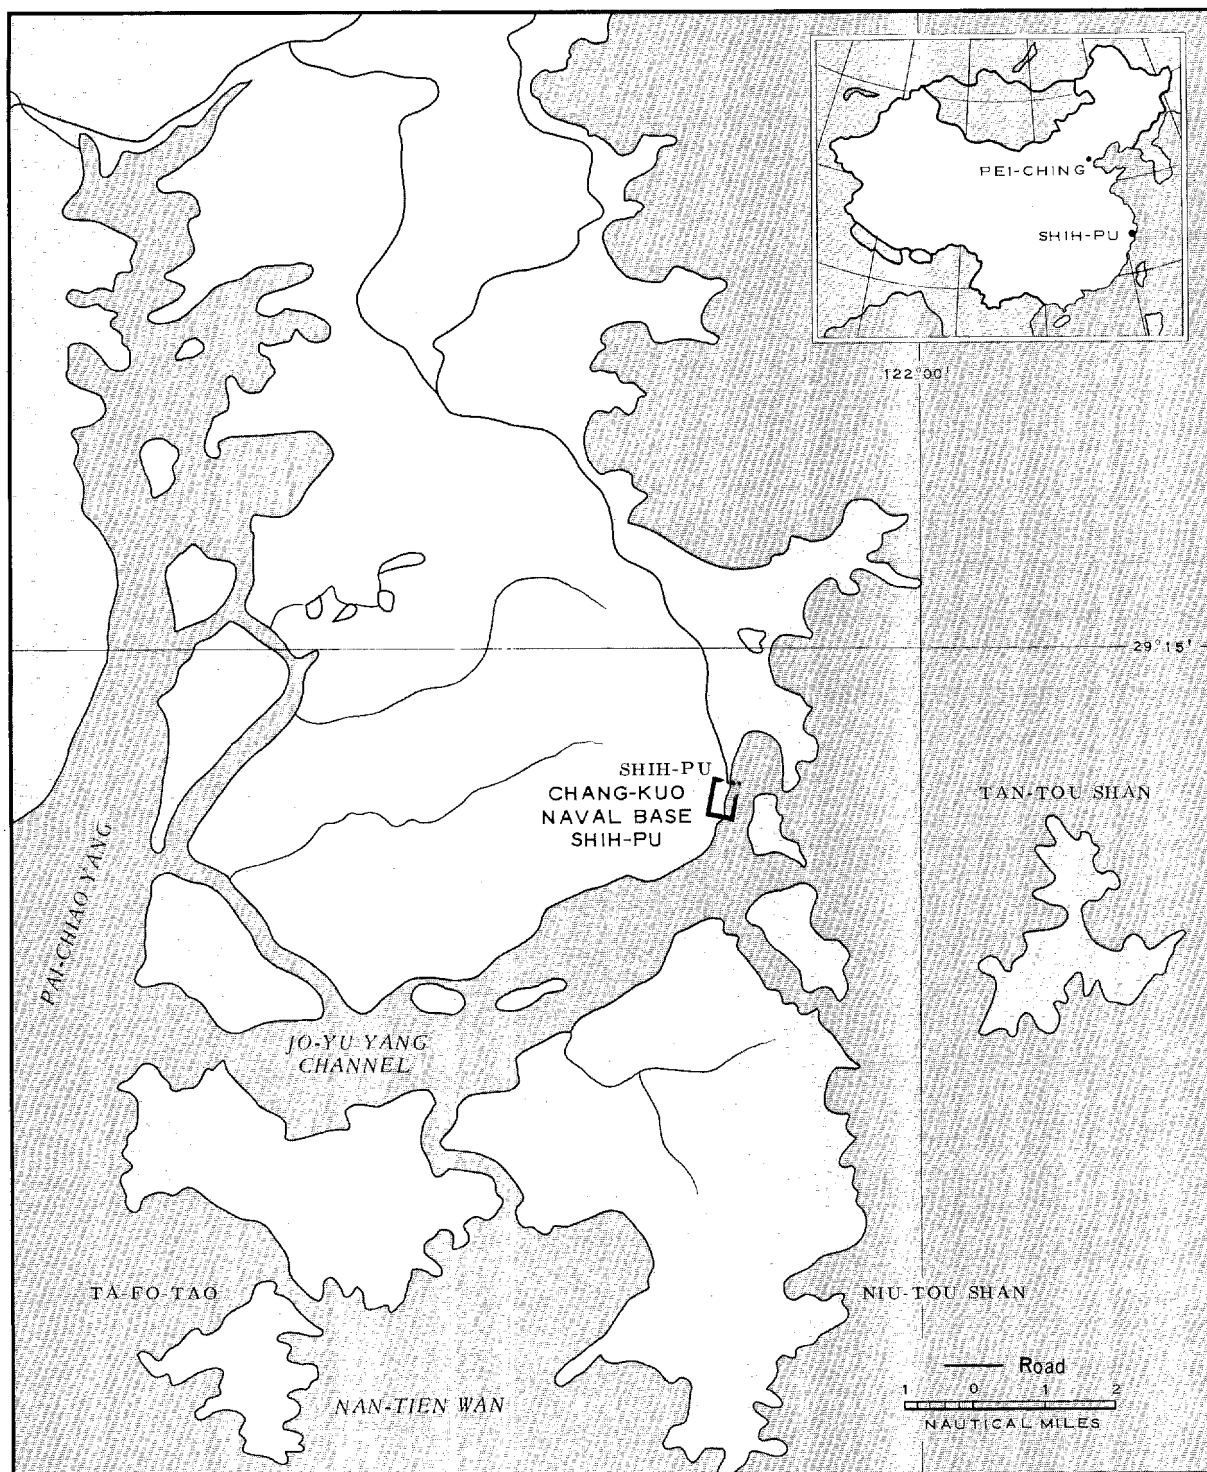 PEI-CHING
SHIH-PU
122°00'
29°15'
SHIH-PU
CHANG-KUO
NAVAL BASE
SHIH-PU
TAN-TOU SHAN
PAI-CHIAO YANG
JO-YU YANG
CHANNEL
TA-FO-TAO
NIU-TOU SHAN
Road
1 0 1 2
NAUTICAL MILES
NAN-TIEN WAN